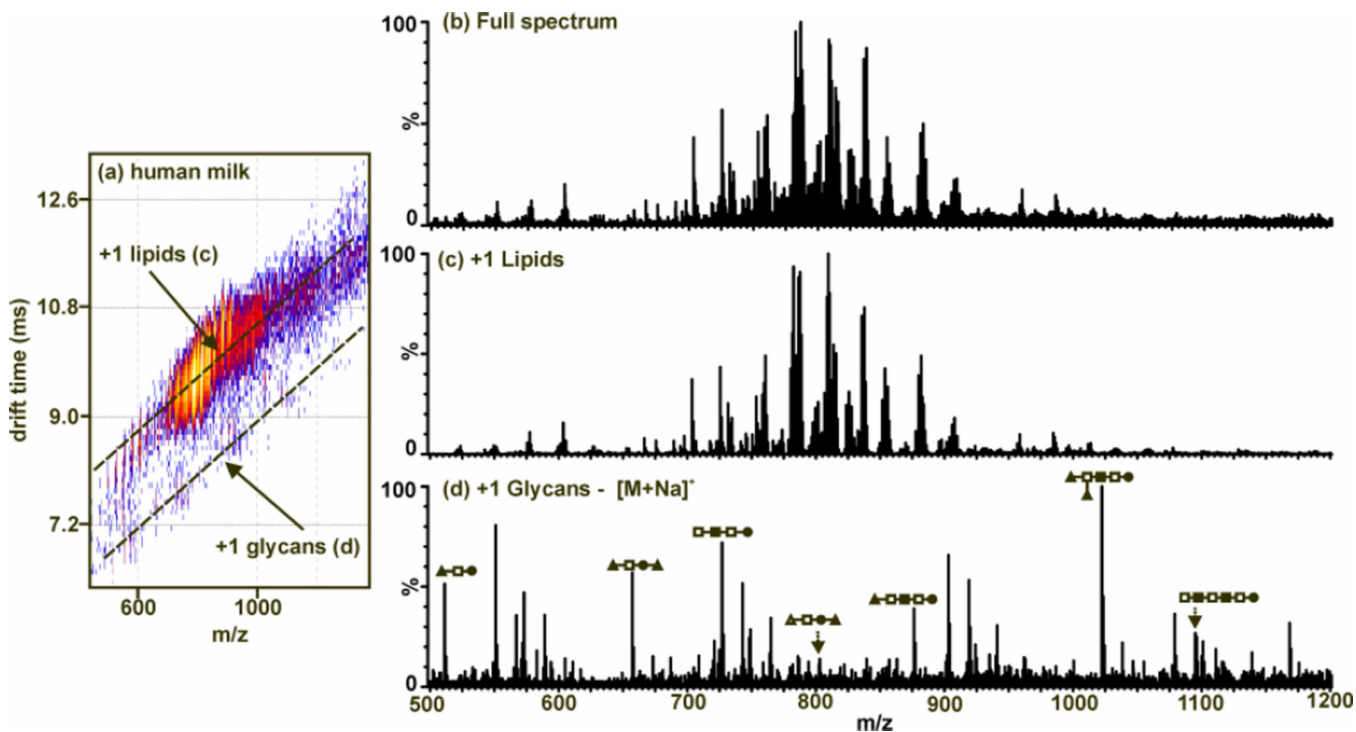 (a) human milk
12.6
10.8
9.0
7.2
drift time (ms)
+1 lipids (c)
+1 glycans (d)
600
1000
m/z
(b) Full spectrum
100
%
0
(c) +1 Lipids
100
%
0
(d) +1 Glycans - [M+Na]+
100
%
0
500
600
700
800
900
1000
1100
1200
m/z